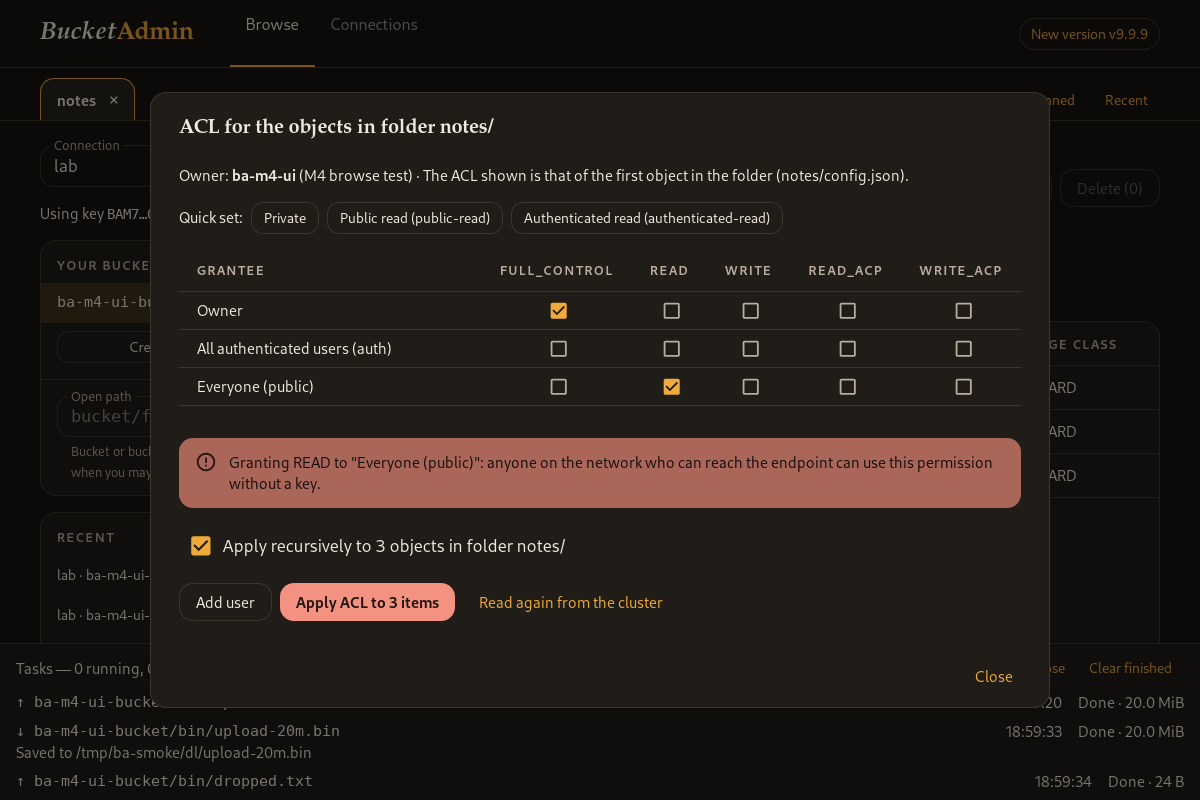 BucketAdmin
Browse
Connections
New version v9.9.9
notes ×
Recent
Connection
lab
Delete (0)
Using key BAM7…
YOUR BUCKE
ba-m4-ui-bu
Cre
Open path
bucket/f
Bucket or buck
when you may
GE CLASS
ARD
ARD
ARD
RECENT
lab · ba-m4-ui-
lab · ba-m4-ui-
ACL for the objects in folder notes/
Owner: ba-m4-ui (M4 browse test) · The ACL shown is that of the first object in the folder (notes/config.json).
Quick set: Private Public read (public-read) Authenticated read (authenticated-read)
GRANTEE FULL_CONTROL READ WRITE READ_ACP WRITE_ACP
Owner
All authenticated users (auth)
Everyone (public)
Granting READ to "Everyone (public)": anyone on the network who can reach the endpoint can use this permission
without a key.
Apply recursively to 3 objects in folder notes/
Add user Apply ACL to 3 items Read again from the cluster
Close
Tasks — 0 running,
Clear finished
↑ ba-m4-ui-bucke
:20 Done · 20.0 MiB
↓ ba-m4-ui-bucket/bin/upload-20m.bin 18:59:33 Done · 20.0 MiB
Saved to /tmp/ba-smoke/dl/upload-20m.bin
↑ ba-m4-ui-bucket/bin/dropped.txt 18:59:34 Done · 24 B